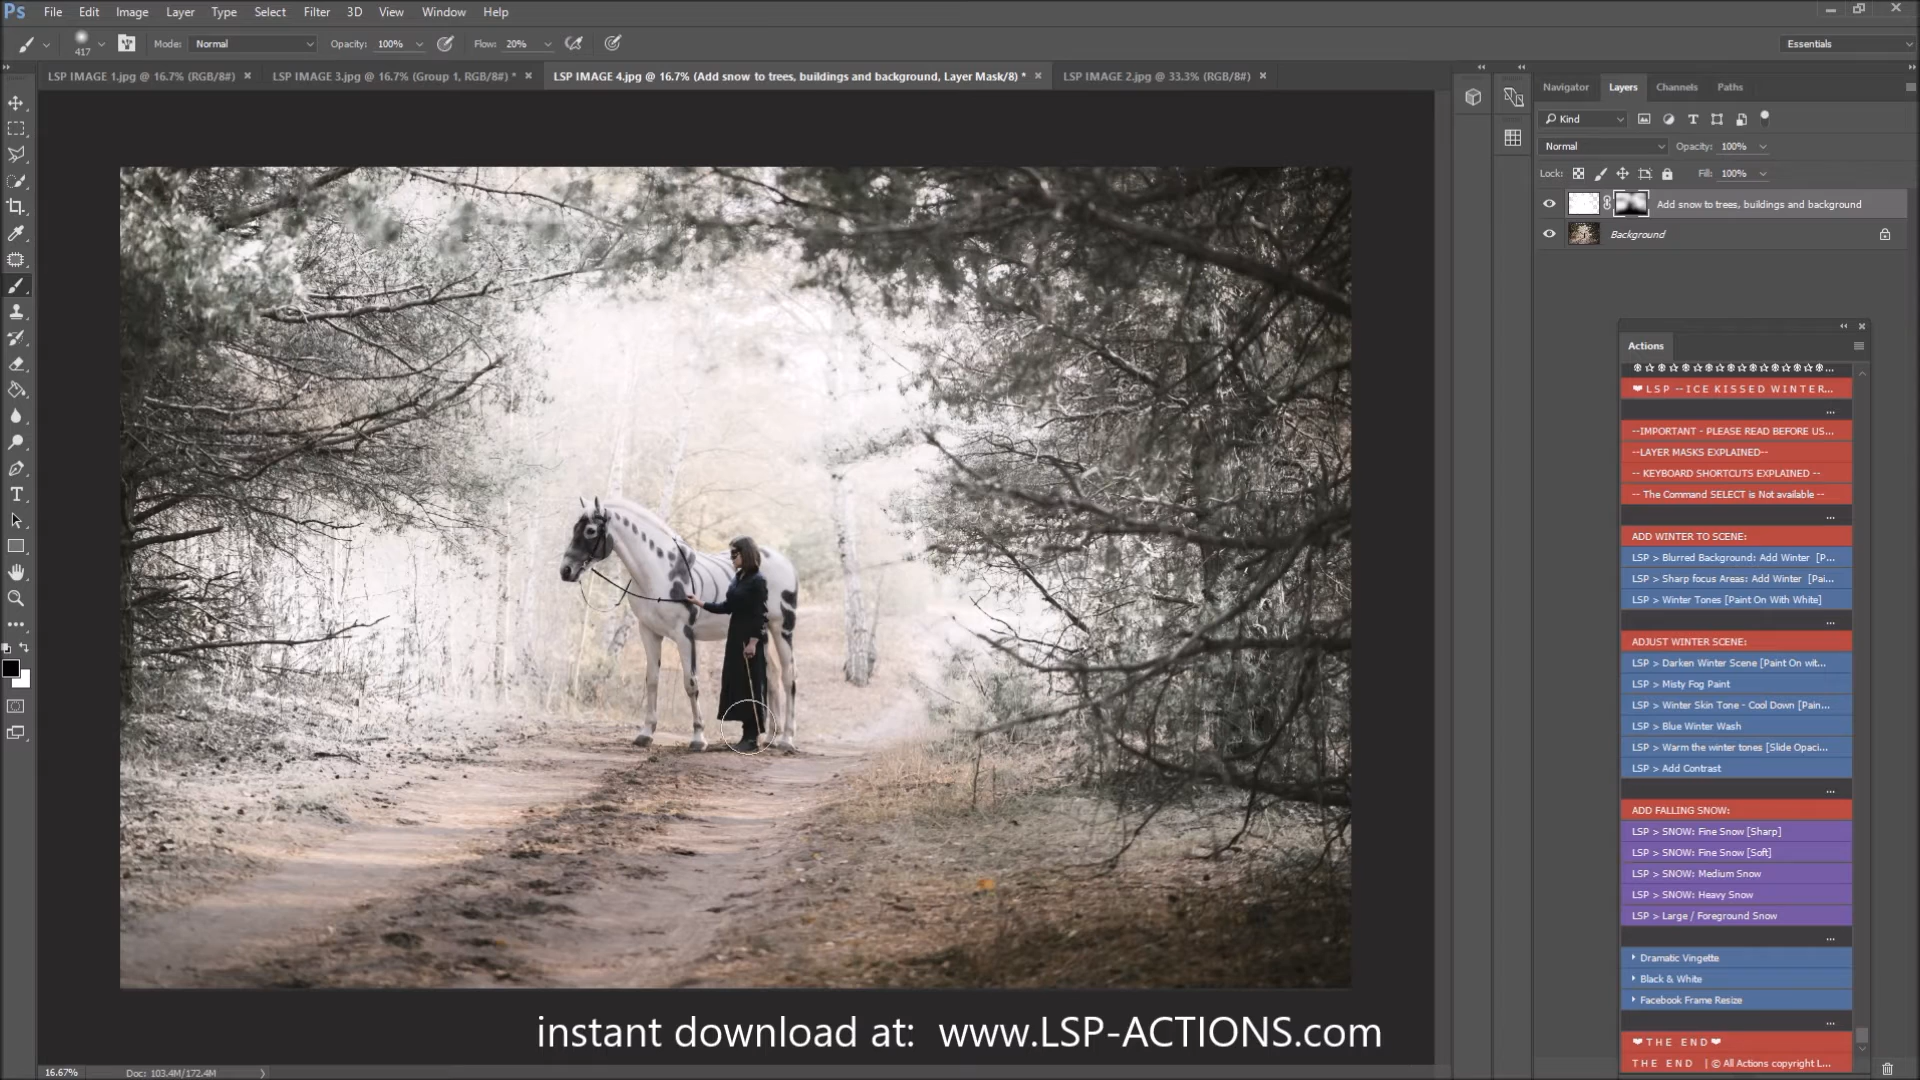 Ps File Edit Image Layer Type Select Filter 3D View Window Help
417 Mode: Normal Opacity: 100% Flow: 20% Essentials
LSP IMAGE 1.jpg @ 16.7% (RGB/8#) × LSP IMAGE 3.jpg @ 16.7% (Group 1, RGB/8#) * × LSP IMAGE 4.jpg @ 16.7% (Add snow to trees, buildings and background, Layer Mask/8) * × LSP IMAGE 2.jpg @ 33.3% (RGB/8#) ×
Navigator Layers Channels Paths
Kind
Normal Opacity: 100%
Lock: Fill: 100%
Add snow to trees, buildings and background
Background
Actions
❄☆❄☆❄☆❄☆❄☆❄☆❄☆❄☆❄...
❤ L S P -- I C E K I S S E D W I N T E R...
...
--IMPORTANT - PLEASE READ BEFORE US...
--LAYER MASKS EXPLAINED--
-- KEYBOARD SHORTCUTS EXPLAINED --
-- The Command SELECT is Not available --
...
ADD WINTER TO SCENE:
LSP > Blurred Background: Add Winter [P...
LSP > Sharp focus Areas: Add Winter [Pai...
LSP > Winter Tones [Paint On With White]
...
ADJUST WINTER SCENE:
LSP > Darken Winter Scene [Paint On wit...
LSP > Misty Fog Paint
LSP > Winter Skin Tone - Cool Down [Pain...
LSP > Blue Winter Wash
LSP > Warm the winter tones [Slide Opaci...
LSP > Add Contrast
...
ADD FALLING SNOW:
LSP > SNOW: Fine Snow [Sharp]
LSP > SNOW: Fine Snow [Soft]
LSP > SNOW: Medium Snow
LSP > SNOW: Heavy Snow
LSP > Large / Foreground Snow
...
Dramatic Vingette
Black & White
Facebook Frame Resize
...
❤ T H E E N D ❤
T H E E N D | © All Actions copyright L...
instant download at: www.LSP-ACTIONS.com
16.67% Doc: 103.4M/172.4M